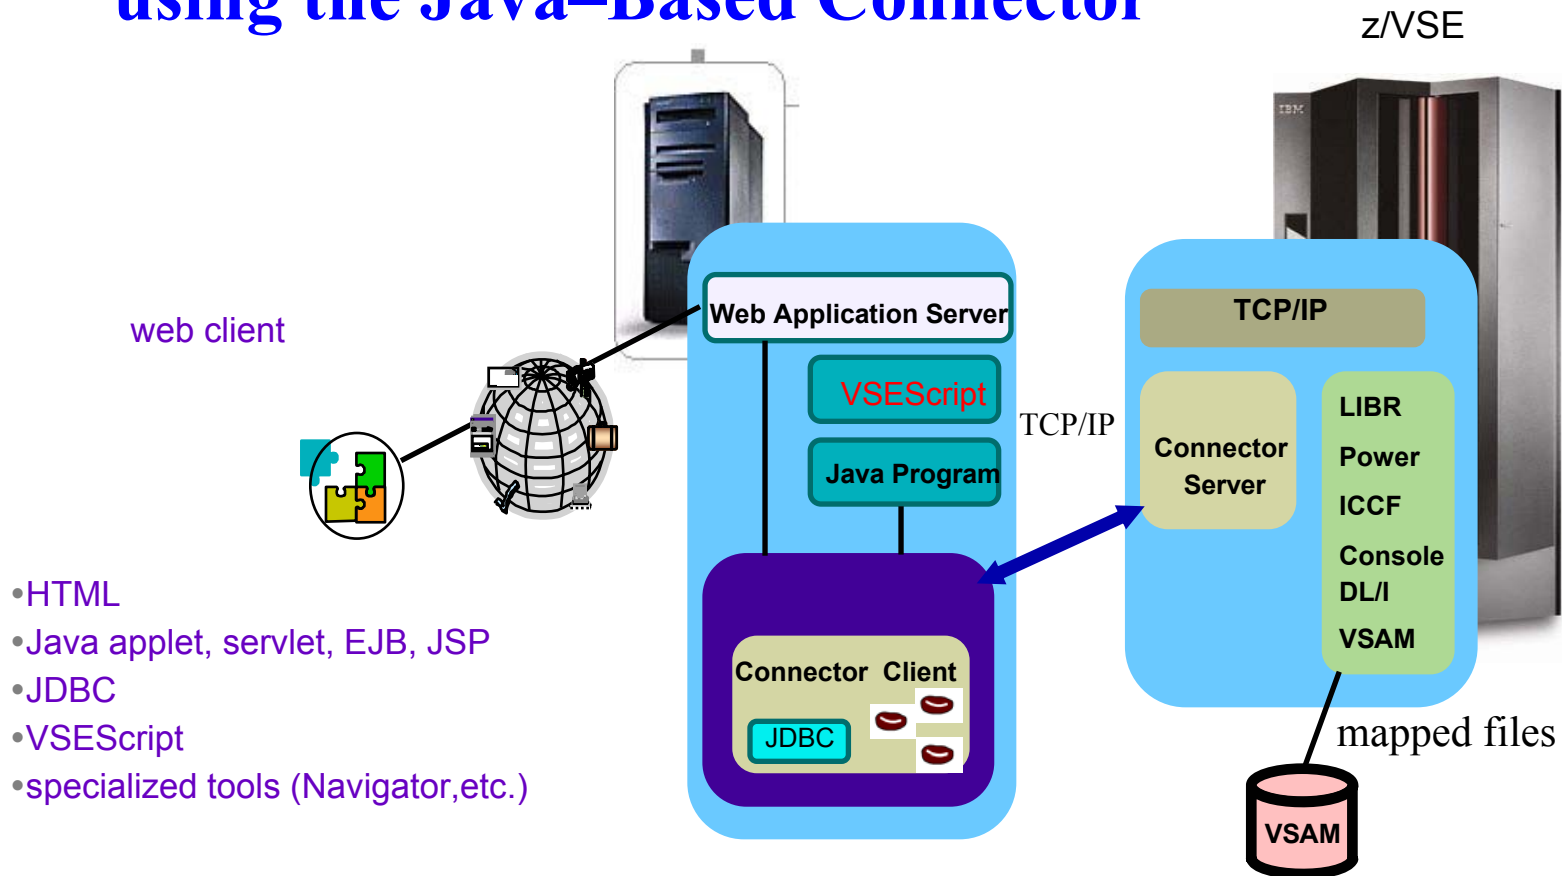 using the Java–Based Connector
z/VSE
IBM
web client
Web Application Server
VSEScript
Java Program
TCP/IP
TCP/IP
Connector
Server
LIBR
Power
ICCF
Console
DL/I
VSAM
•HTML
•Java applet, servlet, EJB, JSP
•JDBC
•VSEScript
•specialized tools (Navigator,etc.)
Connector Client
JDBC
mapped files
VSAM